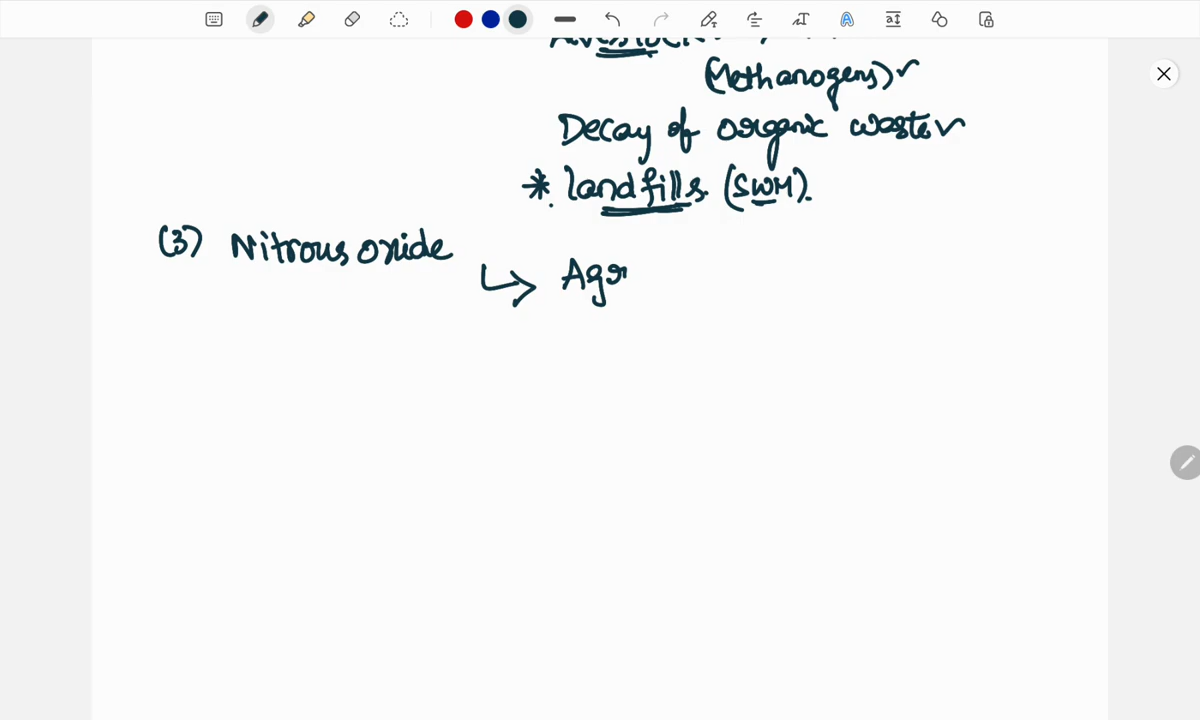 (Methanogens) ✓
Decay of organic waste ✓
* landfills. (SWM).
(3) Nitrous oxide
↳ Agr